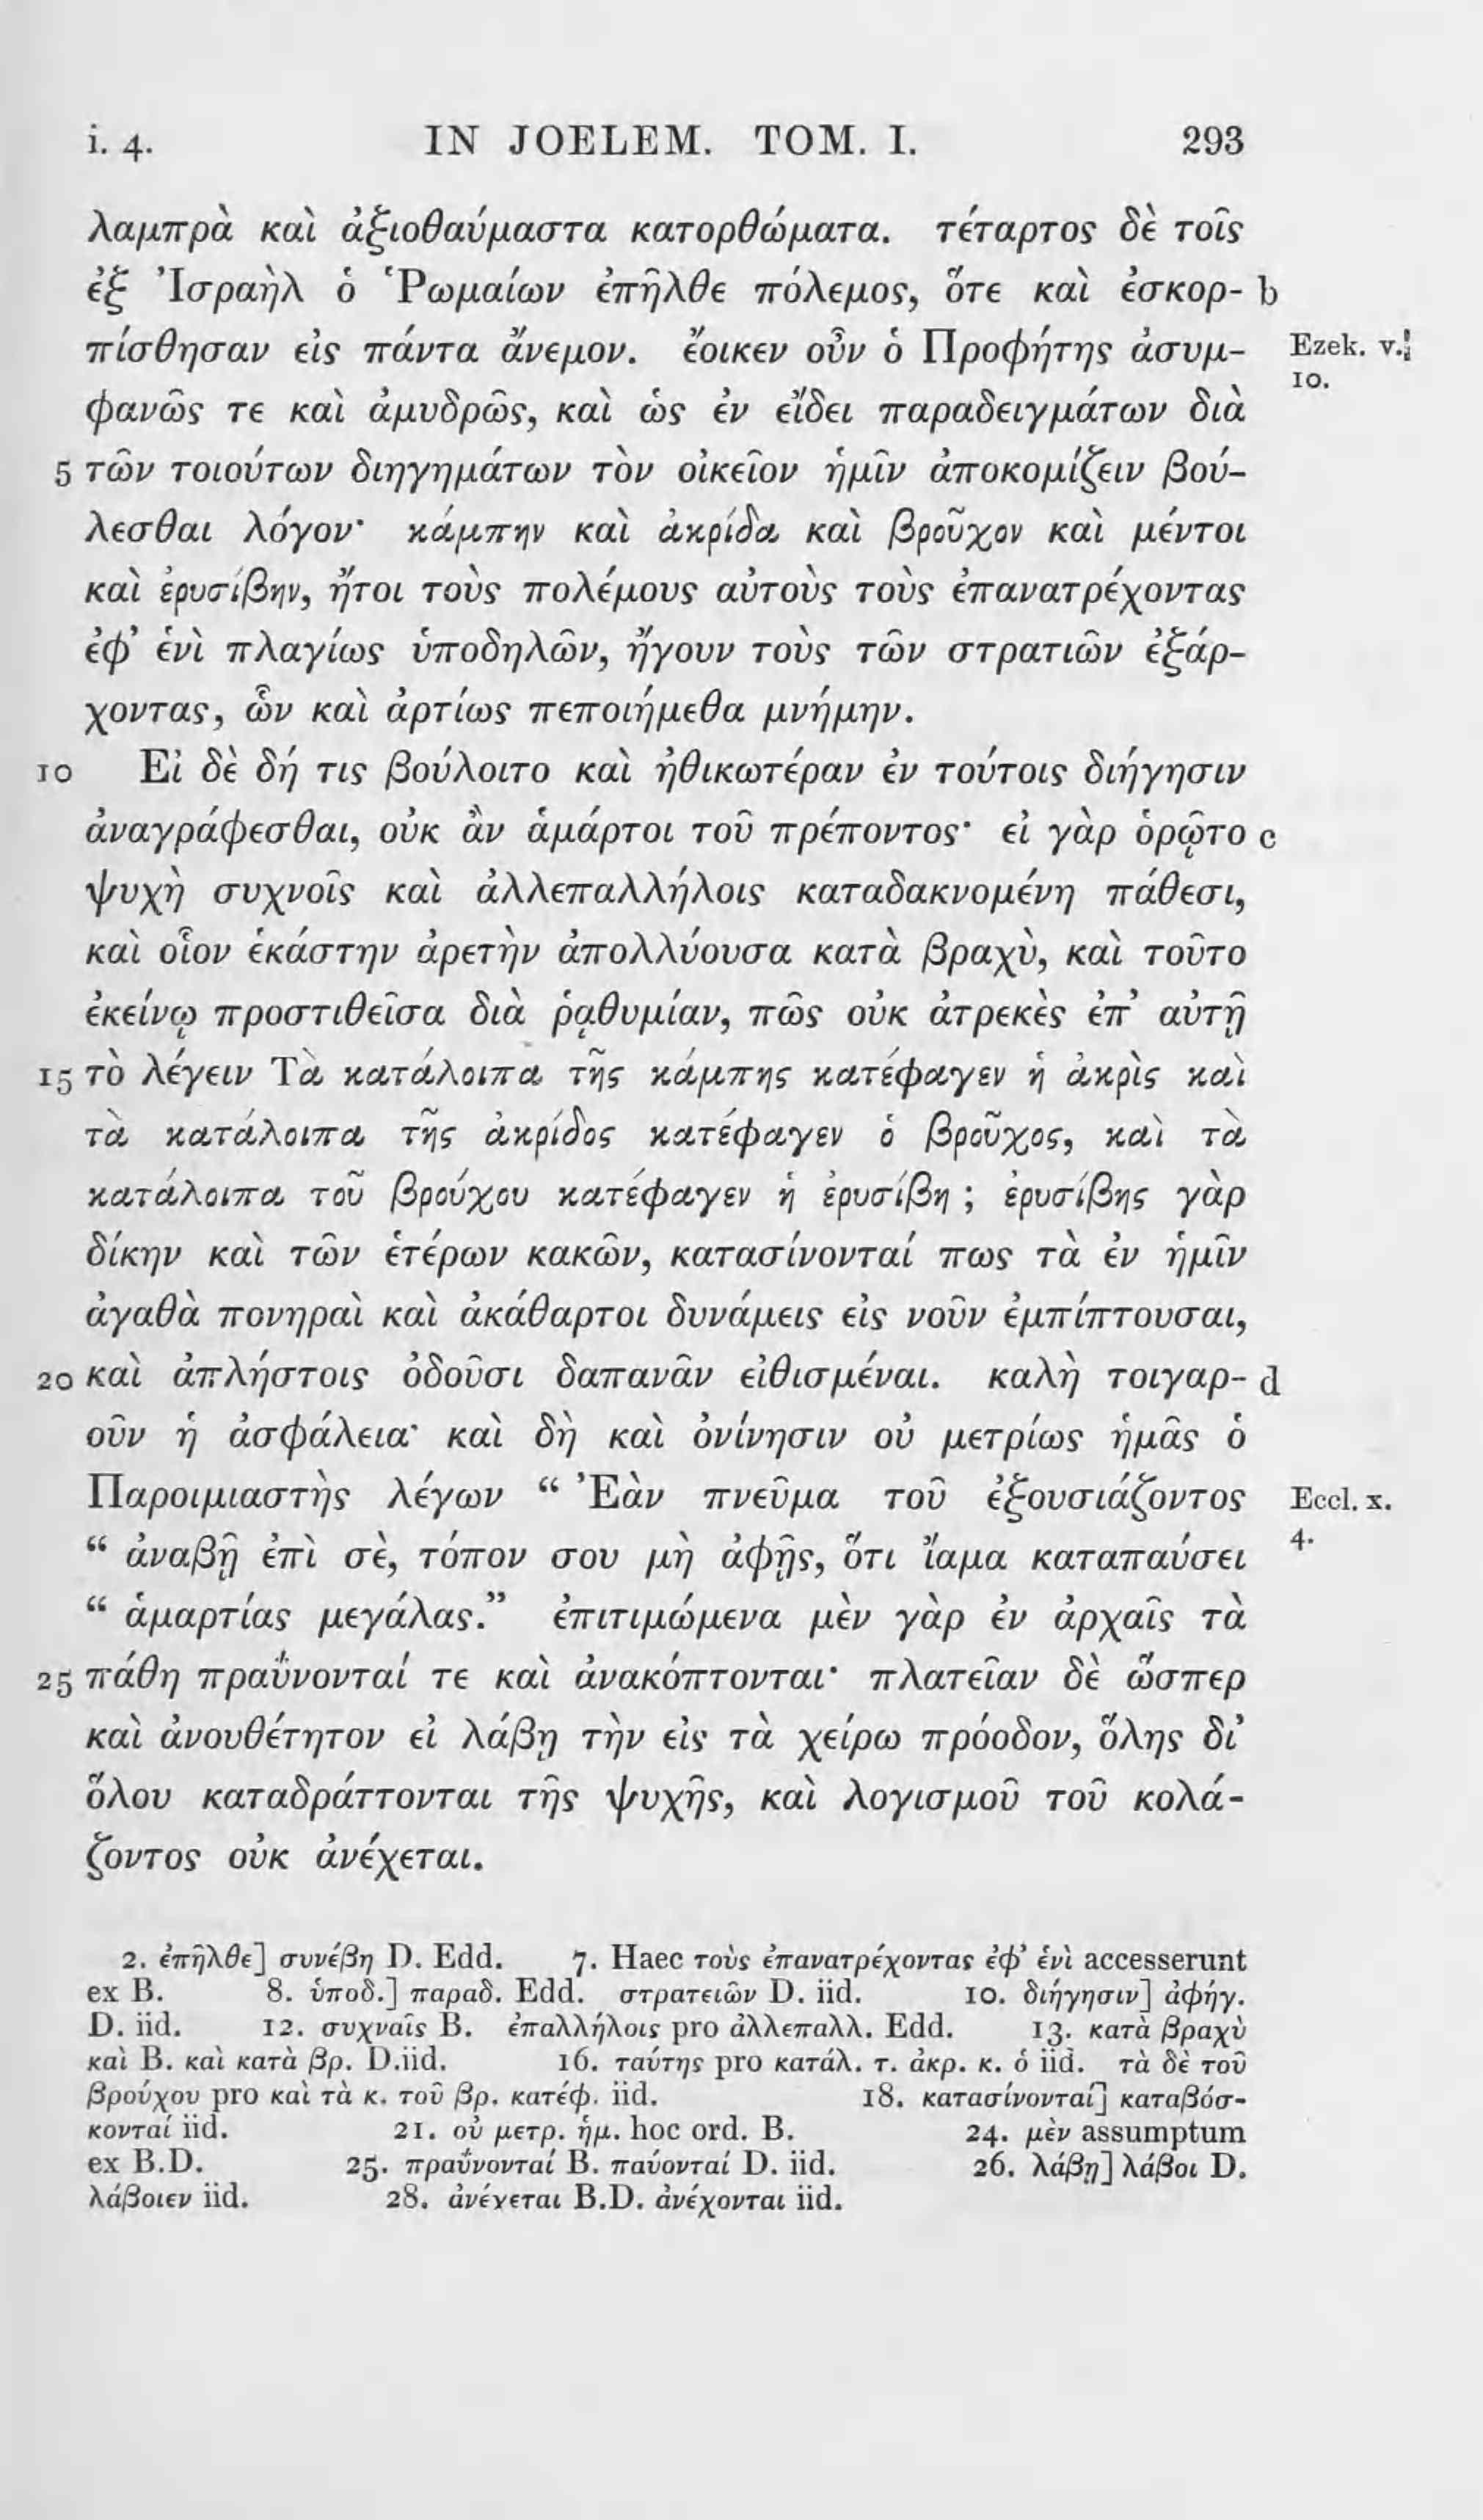 i. 4. IN JOELEM. TOM. I. 293
λαμπρὰ καὶ ἀξιοθαύμαστα κατορθώματα. τέταρτος δὲ τοῖς
ἐξ Ἰσραὴλ ὁ Ῥωμαίων ἐπῆλθε πόλεμος, ὅτε καὶ ἐσκορ- b
πίσθησαν εἰς πάντα ἄνεμον. ἔοικεν οὖν ὁ Προφήτης ἀσυμ- Ezek. v.
10.
φανῶς τε καὶ ἀμυδρῶς, καὶ ὡς ἐν εἴδει παραδειγμάτων διὰ
5 τῶν τοιούτων διηγημάτων τὸν οἰκεῖον ἡμῖν ἀποκομίζειν βού-
λεσθαι λόγον· κάμπην καὶ ἀκρίδα καὶ βροῦχον καὶ μέντοι
καὶ ἐρυσίβην, ἤτοι τοὺς πολέμους αὐτοὺς τοὺς ἐπανατρέχοντας
ἐφ’ ἑνὶ πλαγίως ὑποδηλῶν, ἤγουν τοὺς τῶν στρατιῶν ἐξάρ-
χοντας, ὧν καὶ ἀρτίως πεποιήμεθα μνήμην.
10 Εἰ δὲ δή τις βούλοιτο καὶ ἠθικωτέραν ἐν τούτοις διήγησιν
ἀναγράφεσθαι, οὐκ ἂν ἁμάρτοι τοῦ πρέποντος· εἰ γὰρ ὁρῷτο c
ψυχὴ συχνοῖς καὶ ἀλλεπαλλήλοις καταδακνομένη πάθεσι,
καὶ οἷον ἑκάστην ἀρετὴν ἀπολλύουσα κατὰ βραχὺ, καὶ τοῦτο
ἐκείνῳ προστιθεῖσα διὰ ῥᾳθυμίαν, πῶς οὐκ ἀτρεκὲς ἐπ’ αὐτῇ
15 τὸ λέγειν Τὰ κατάλοιπα τῆς κάμπης κατέφαγεν ἡ ἀκρὶς καὶ
τὰ κατάλοιπα τῆς ἀκρίδος κατέφαγεν ὁ βροῦχος, καὶ τὰ
κατάλοιπα τοῦ βρούχου κατέφαγεν ἡ ἐρυσίβη ; ἐρυσίβης γὰρ
δίκην καὶ τῶν ἑτέρων κακῶν, κατασίνονταί πως τὰ ἐν ἡμῖν
ἀγαθὰ πονηραὶ καὶ ἀκάθαρτοι δυνάμεις εἰς νοῦν ἐμπίπτουσαι,
20 καὶ ἀπλήστοις ὀδοῦσι δαπανᾶν εἰθισμέναι. καλὴ τοιγαρ- d
οῦν ἡ ἀσφάλεια· καὶ δὴ καὶ ὀνίνησιν οὐ μετρίως ἡμᾶς ὁ
Παροιμιαστὴς λέγων “ Ἐὰν πνεῦμα τοῦ ἐξουσιάζοντος Eccl. x.
4.
“ ἀναβῇ ἐπὶ σὲ, τόπον σου μὴ ἀφῇς, ὅτι ἴαμα καταπαύσει
“ ἁμαρτίας μεγάλας.” ἐπιτιμώμενα μὲν γὰρ ἐν ἀρχαῖς τὰ
25 πάθη πραΰνονταί τε καὶ ἀνακόπτονται· πλατεῖαν δὲ ὥσπερ
καὶ ἀνουθέτητον εἰ λάβῃ τὴν εἰς τὰ χείρω πρόοδον, ὅλης δι’
ὅλου καταδράττονται τῆς ψυχῆς, καὶ λογισμοῦ τοῦ κολά-
ζοντος οὐκ ἀνέχεται.
2. ἐπῆλθε] συνέβη D. Edd. 7. Haec τοὺς ἐπανατρέχοντας ἐφ’ ἑνὶ accesserunt
ex B. 8. ὑποδ.] παραδ. Edd. στρατειῶν D. iid. 10. διήγησιν] ἀφήγ.
D. iid. 12. συχναῖς B. ἐπαλλήλοις pro ἀλλεπαλλ. Edd. 13. κατὰ βραχὺ
καὶ B. καὶ κατὰ βρ. D.iid. 16. ταύτης pro κατάλ. τ. ἀκρ. κ. ὁ iid. τὰ δὲ τοῦ
βρούχου pro καὶ τὰ κ. τοῦ βρ. κατέφ. iid. 18. κατασίνονταί] καταβόσ-
κονταί iid. 21. οὐ μετρ. ἡμ. hoc ord. B. 24. μὲν assumptum
ex B.D. 25. πραΰνονταί B. παύονταί D. iid. 26. λάβῃ] λάβοι D.
λάβοιεν iid. 28. ἀνέχεται B.D. ἀνέχονται iid.